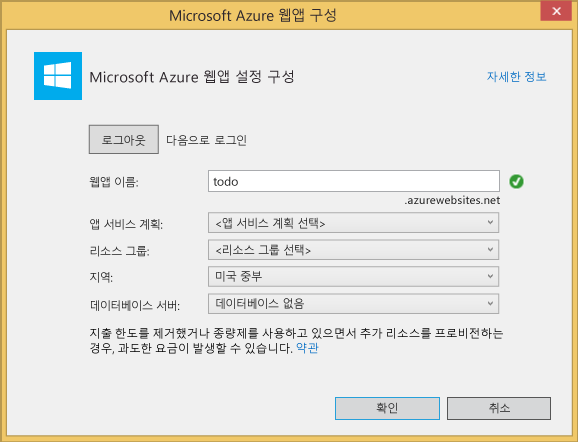 Microsoft Azure 웹앱 구성
Microsoft Azure 웹앱 설정 구성
자세한 정보
로그아웃 다음으로 로그인
웹앱 이름: todo
.azurewebsites.net
앱 서비스 계획: <앱 서비스 계획 선택>
리소스 그룹: <리소스 그룹 선택>
지역: 미국 중부
데이터베이스 서버: 데이터베이스 없음
지출 한도를 제거했거나 종량제를 사용하고 있으면서 추가 리소스를 프로비전하는
경우, 과도한 요금이 발생할 수 있습니다. 약관
확인 취소